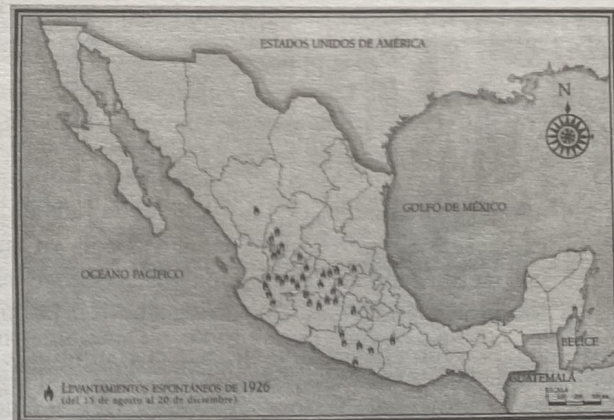 ESTADOS UNIDOS DE AMÉRICA
N
GOLFO DE MÉXICO
OCÉANO PACÍFICO
BELICE
GUATEMALA
ESCALA
LEVANTAMIENTOS ESPONTÁNEOS DE 1926
(del 15 de agosto al 20 de diciembre)